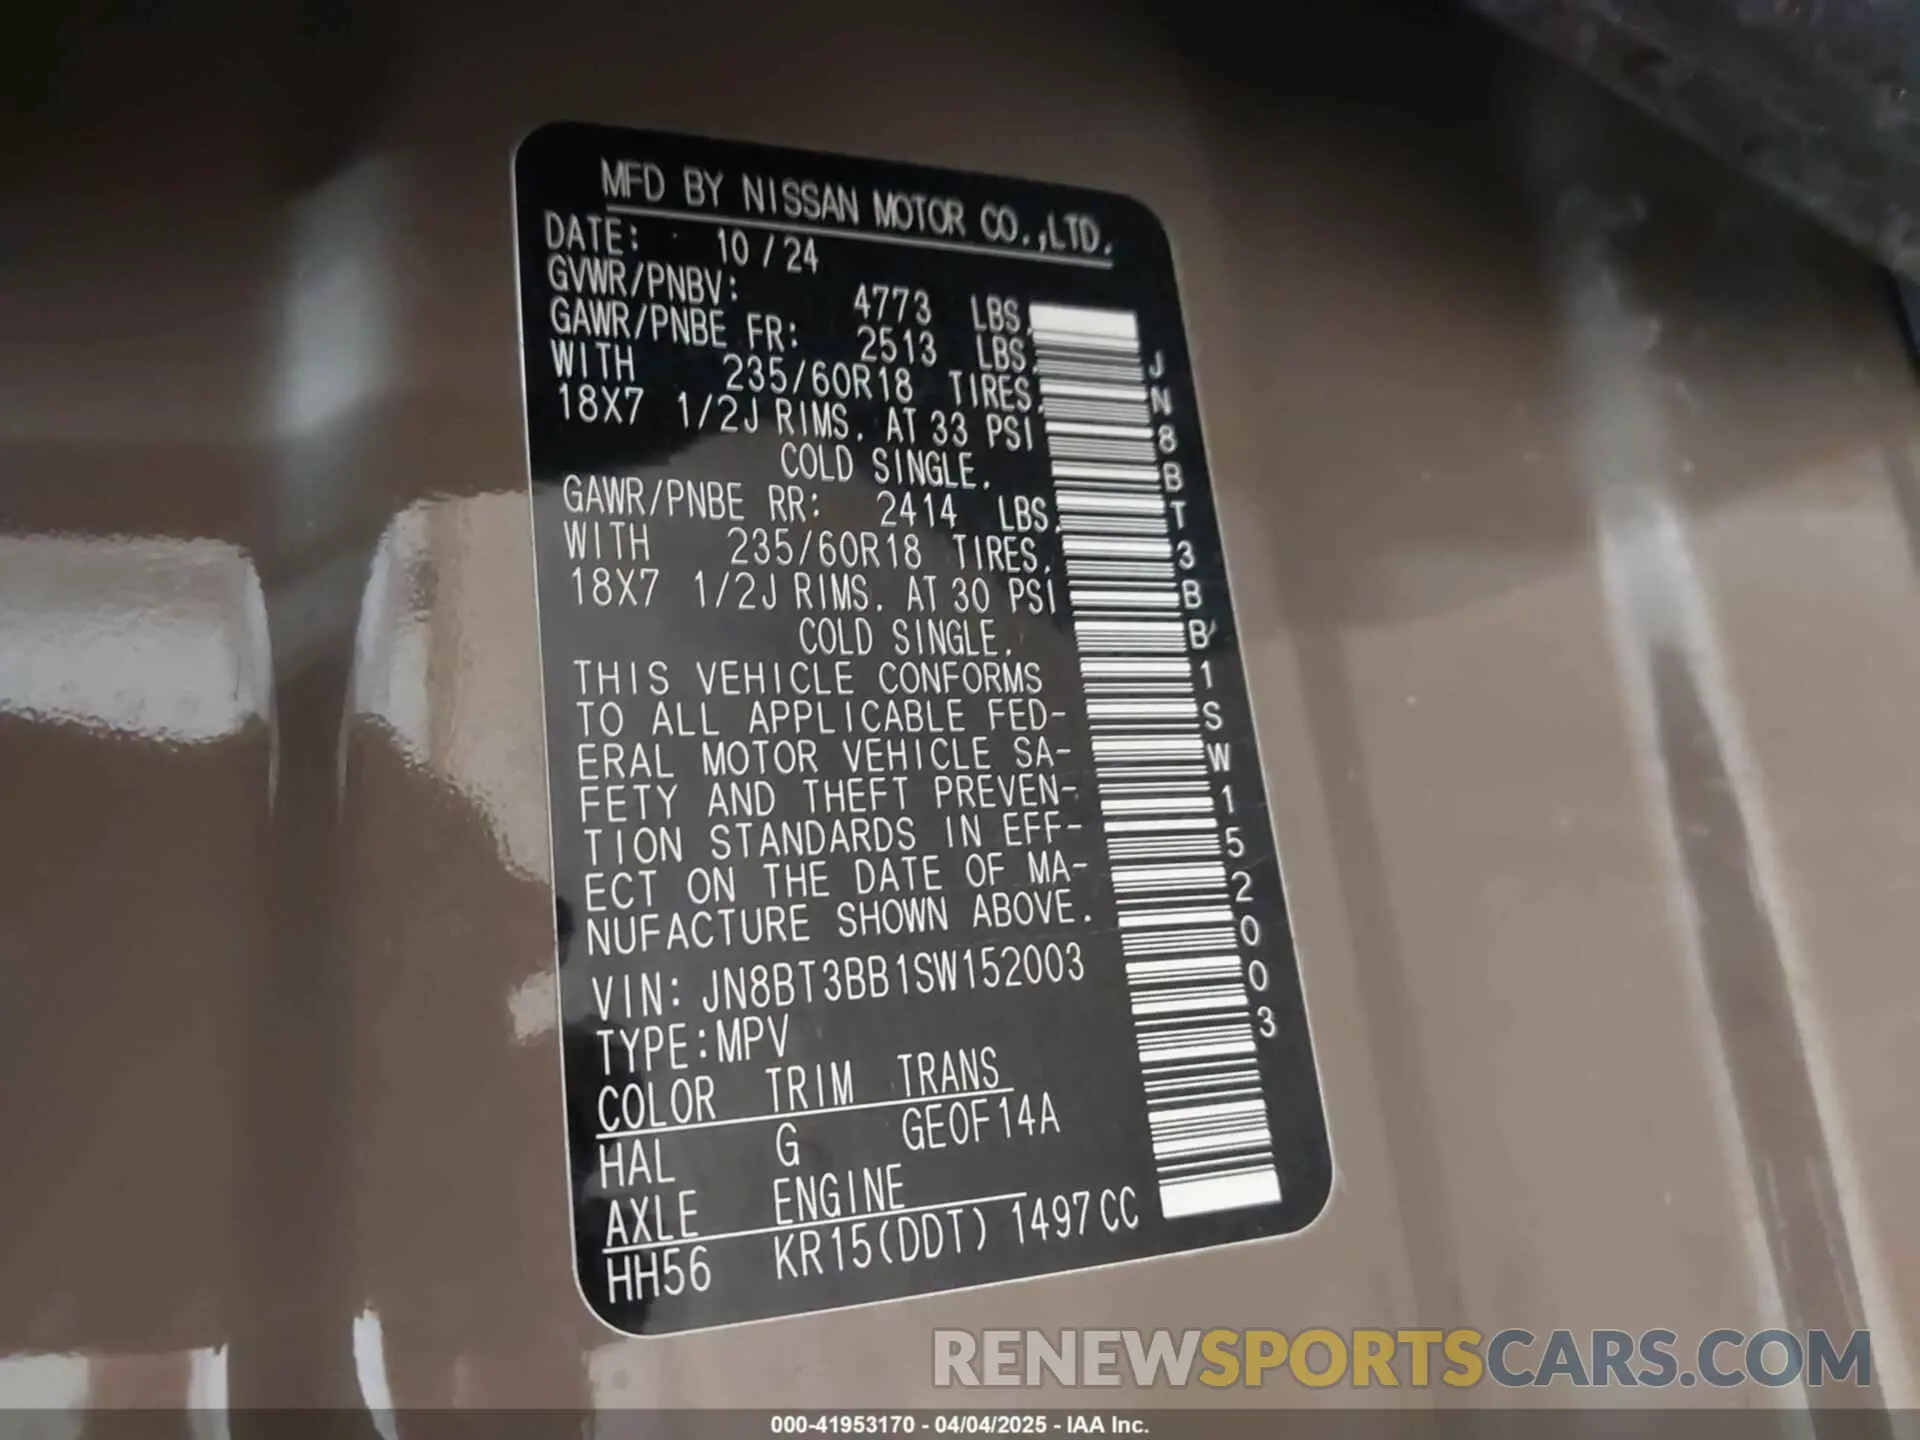 MFD BY NISSAN MOTOR CO.,LTD.
DATE: 10 / 24
GVWR/PNBV: 4773 LBS.
GAWR/PNBE FR: 2513 LBS.
WITH 235/60R18 TIRES.
18X7 1/2J RIMS. AT 33 PSI
COLD SINGLE.
GAWR/PNBE RR: 2414 LBS.
WITH 235/60R18 TIRES.
18X7 1/2J RIMS. AT 30 PSI
COLD SINGLE.
THIS VEHICLE CONFORMS
TO ALL APPLICABLE FED-
ERAL MOTOR VEHICLE SA-
FETY AND THEFT PREVEN-
TION STANDARDS IN EFF-
ECT ON THE DATE OF MA-
NUFACTURE SHOWN ABOVE.
VIN: JN8BT3BB1SW152003
TYPE:MPV
COLOR TRIM TRANS
HAL G GE0F14A
AXLE ENGINE
HH56 KR15(DDT) 1497CC
JN8BT3BB1SW152003
RENEWSPORTSCARS.COM
000-41953170 - 04/04/2025 - IAA Inc.